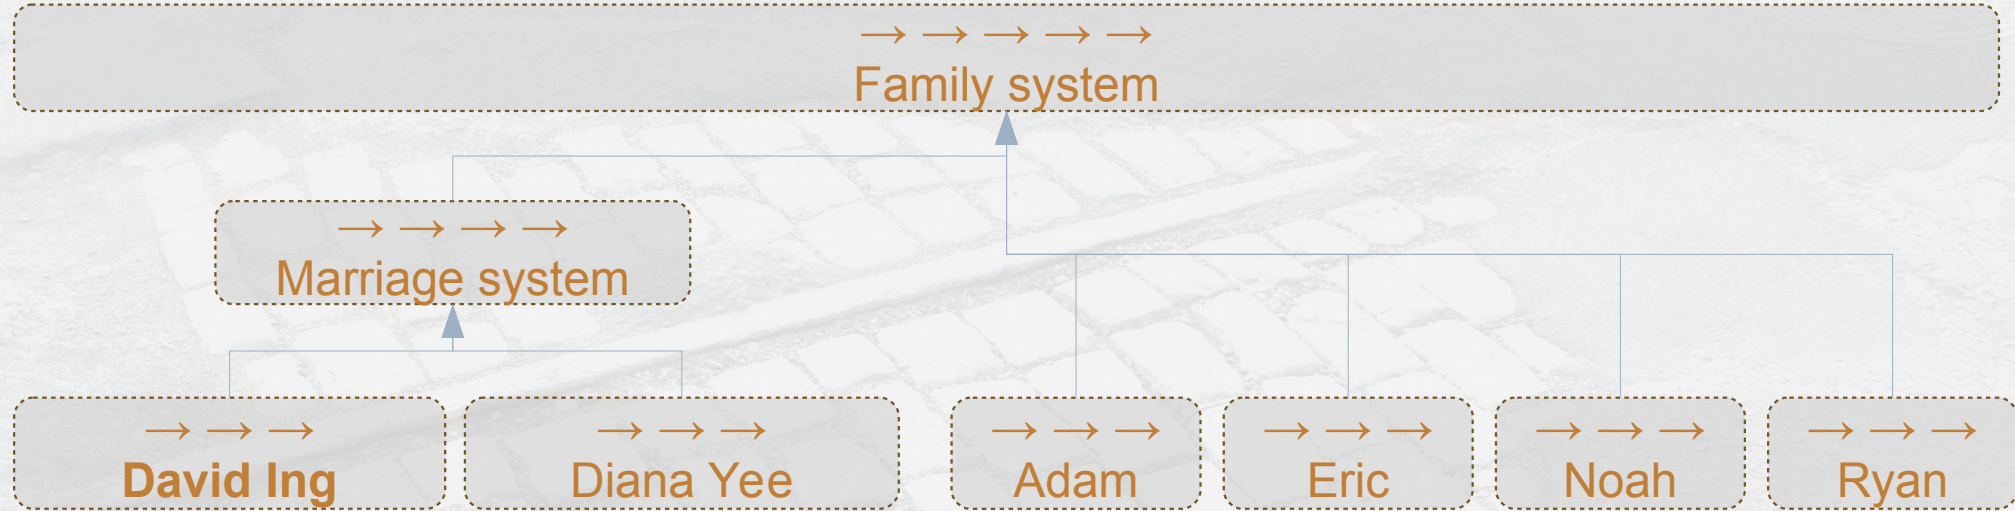 → → → → →
Family system
→ → → →
Marriage system
→ → →
David Ing
→ → →
Diana Yee
→ → →
Adam
→ → →
Eric
→ → →
Noah
→ → →
Ryan